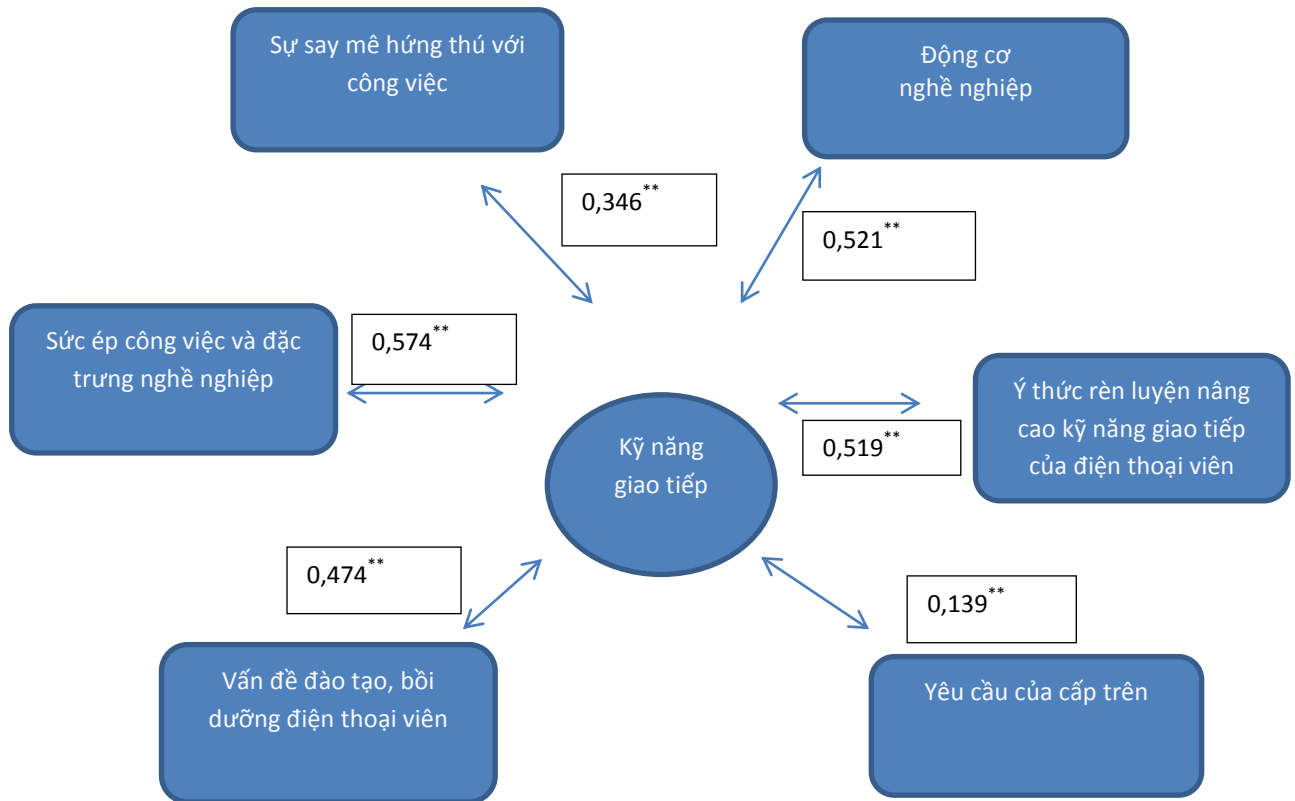 Sự say mê hứng thú với
công việc
Động cơ
nghề nghiệp
0,346**
0,521**
Sức ép công việc và đặc
trưng nghề nghiệp
0,574**
Kỹ năng
giao tiếp
0,519**
Ý thức rèn luyện nâng
cao kỹ năng giao tiếp
của điện thoại viên
0,474**
0,139**
Vấn đề đào tạo, bồi
dưỡng điện thoại viên
Yêu cầu của cấp trên